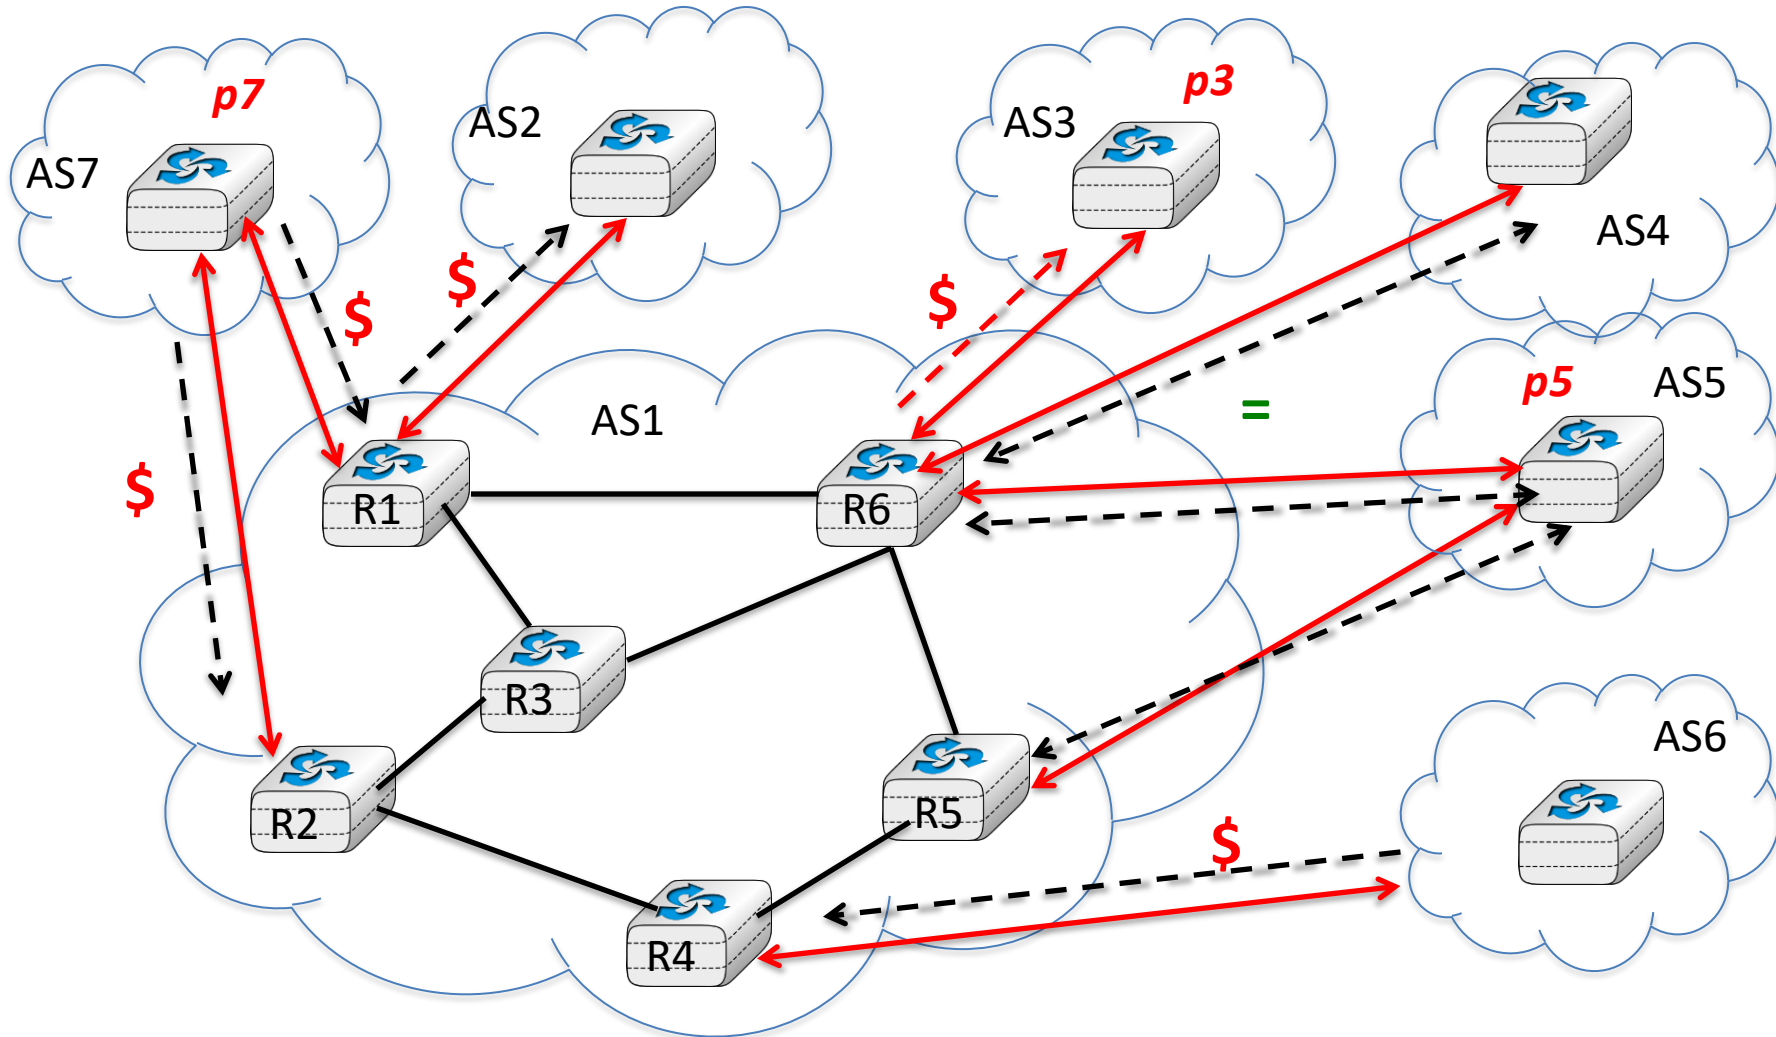 p7
AS7
AS2
p3
AS3
AS4
$
$
$
$
p5
AS5
AS1
=
R1
R6
R3
AS6
R2
R5
$
R4